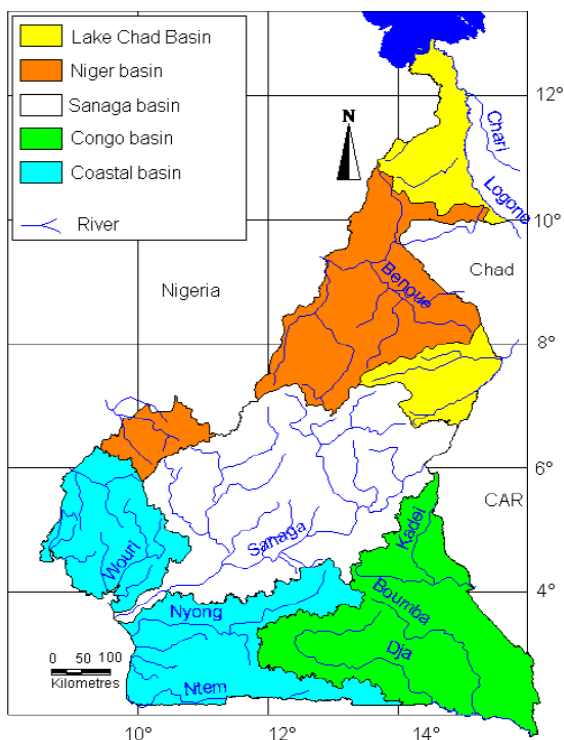 Lake Chad Basin
Niger basin
Sanaga basin
Congo basin
Coastal basin
River
N
12°
Chari
Logone
10°
Chad
Nigeria
Bengue
8°
6°
CAR
Kadei
Sanaga
Wouri
4°
Boumba
Nyong
Dja
0 50 100
Kilometres
Ntem
10° 12° 14°